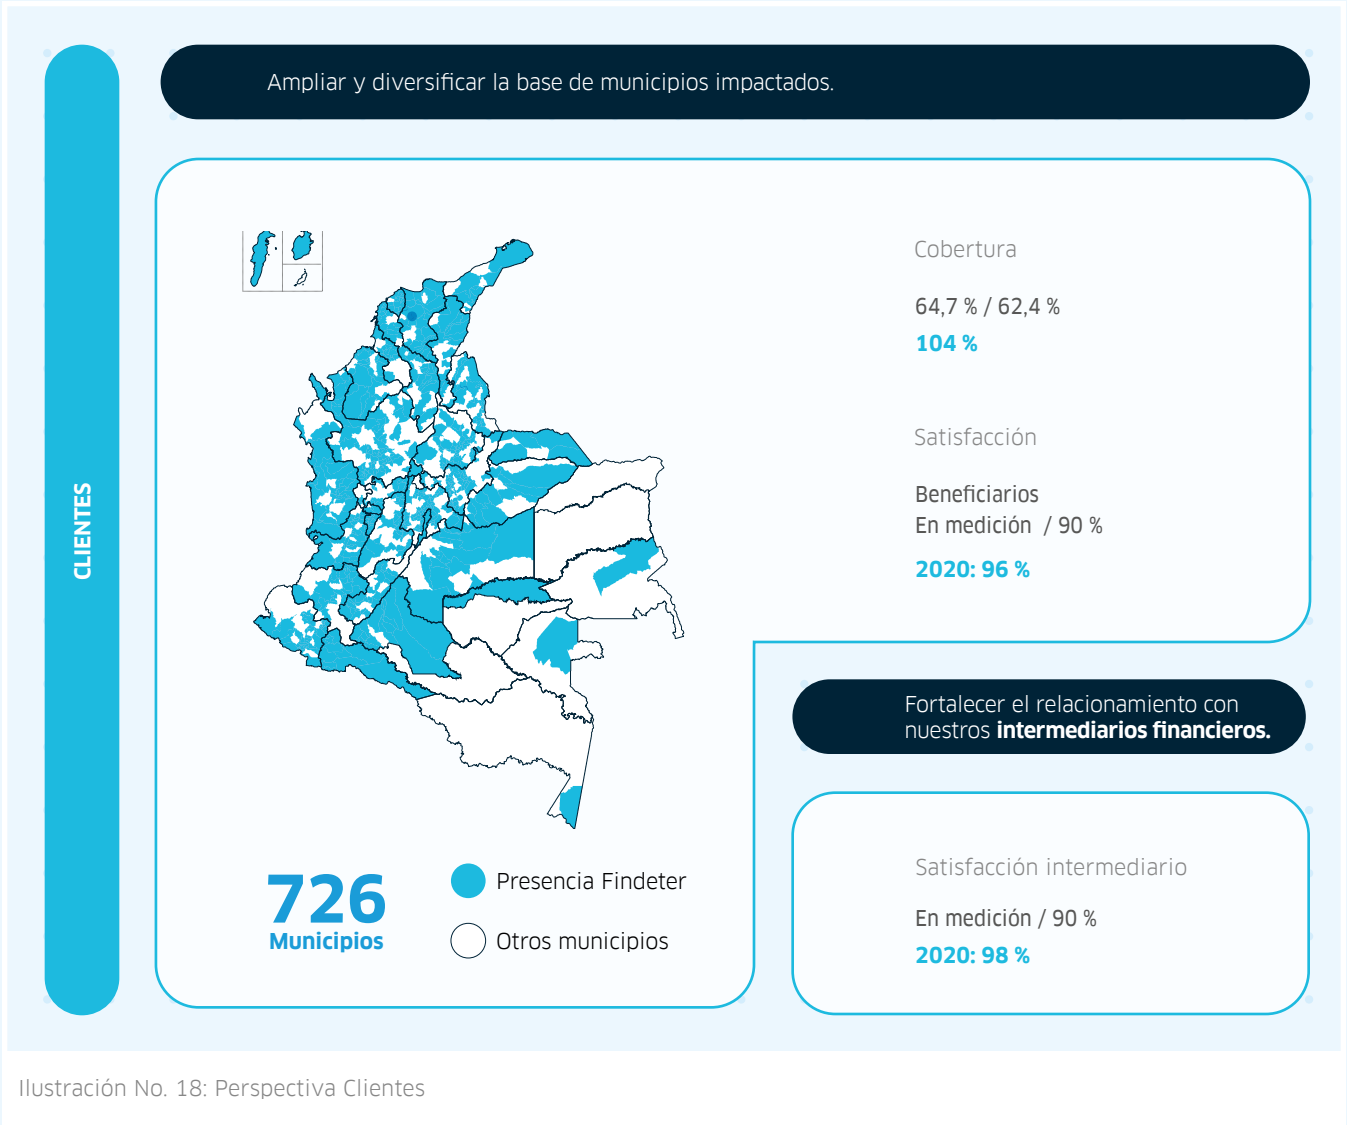 CLIENTES
Ampliar y diversificar la base de municipios impactados.
Cobertura
64,7 % / 62,4 %
104 %
Satisfacción
Beneficiarios
En medición / 90 %
2020: 96 %
726
Municipios
Presencia Findeter
Otros municipios
Fortalecer el relacionamiento con
nuestros intermediarios financieros.
Satisfacción intermediario
En medición / 90 %
2020: 98 %
Ilustración No. 18: Perspectiva Clientes